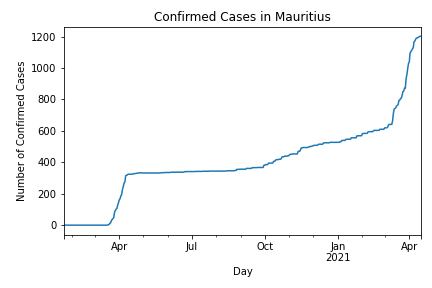 Confirmed Cases in Mauritius
Number of Confirmed Cases
1200
1000
800
600
400
200
0
Apr
Jul
Oct
Jan
2021
Apr
Day